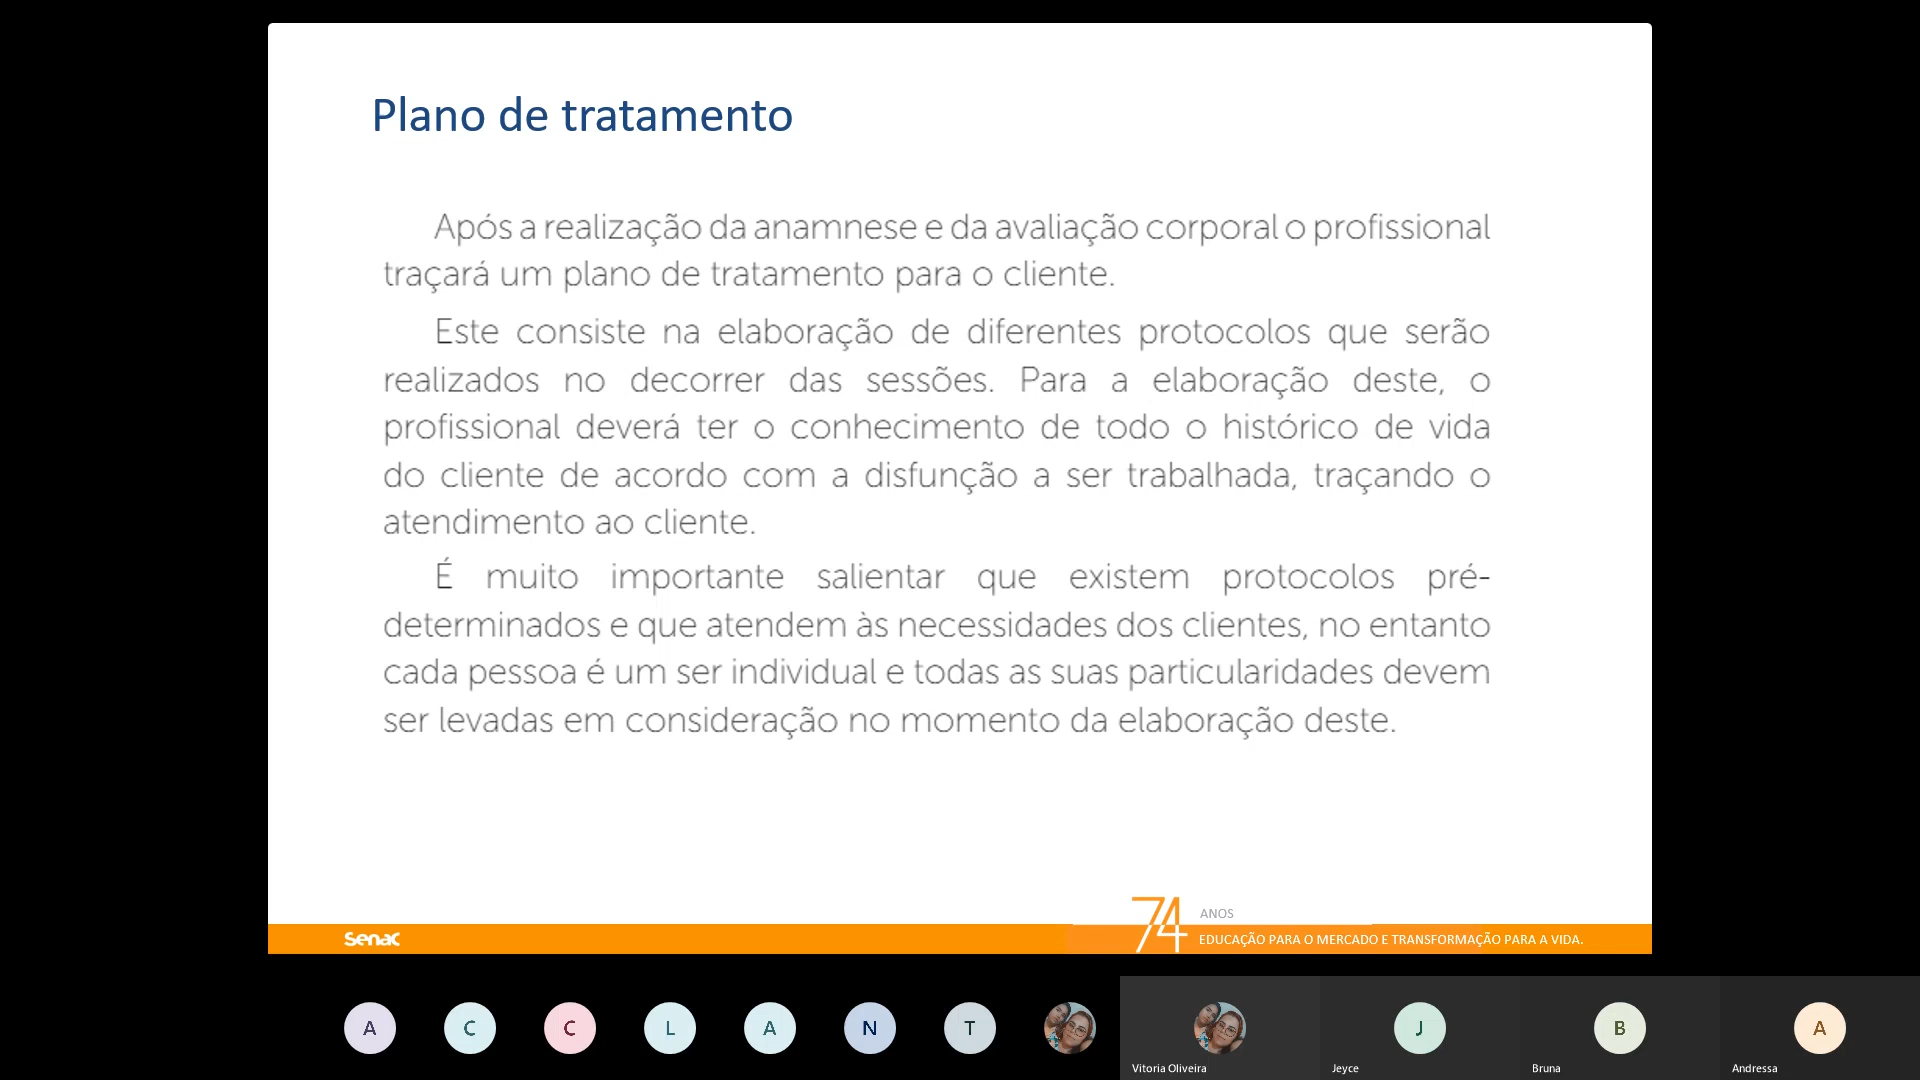 Plano de tratamento
Após a realização da anamnese e da avaliação corporal o profissional
traçará um plano de tratamento para o cliente.
Este consiste na elaboração de diferentes protocolos que serão
realizados no decorrer das sessões. Para a elaboração deste, o
profissional deverá ter o conhecimento de todo o histórico de vida
do cliente de acordo com a disfunção a ser trabalhada, traçando o
atendimento ao cliente.
É muito importante salientar que existem protocolos pré-
determinados e que atendem às necessidades dos clientes, no entanto
cada pessoa é um ser individual e todas as suas particularidades devem
ser levadas em consideração no momento da elaboração deste.
74 ANOS
Senac
EDUCAÇÃO PARA O MERCADO E TRANSFORMAÇÃO PARA A VIDA.
A C C L A N T J B A
Vitoria Oliveira Jeyce Bruna Andressa